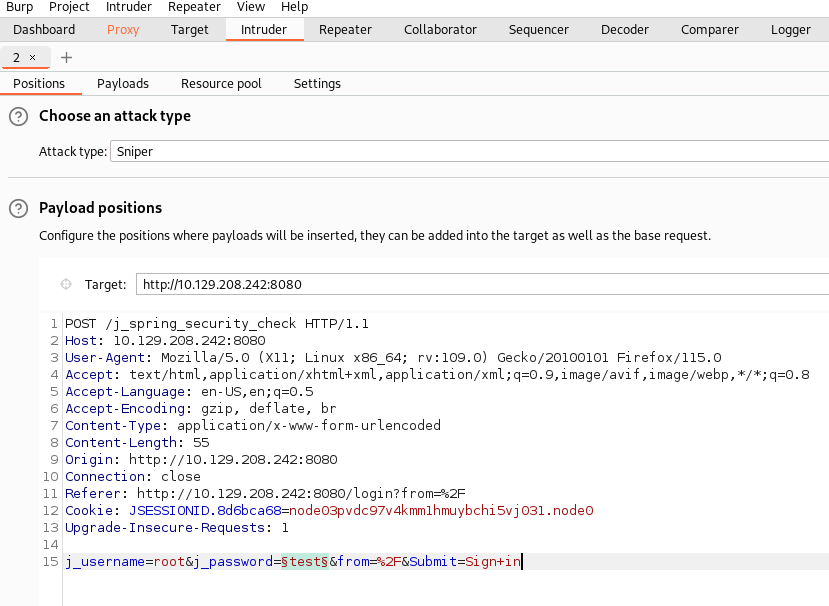 Burp Project Intruder Repeater View Help
Dashboard Proxy Target Intruder Repeater Collaborator Sequencer Decoder Comparer Logger
2 × +
Positions Payloads Resource pool Settings
? Choose an attack type
Attack type: Sniper
? Payload positions
Configure the positions where payloads will be inserted, they can be added into the target as well as the base request.
Target: http://10.129.208.242:8080
1 POST /j_spring_security_check HTTP/1.1
2 Host: 10.129.208.242:8080
3 User-Agent: Mozilla/5.0 (X11; Linux x86_64; rv:109.0) Gecko/20100101 Firefox/115.0
4 Accept: text/html,application/xhtml+xml,application/xml;q=0.9,image/avif,image/webp,*/*;q=0.8
5 Accept-Language: en-US,en;q=0.5
6 Accept-Encoding: gzip, deflate, br
7 Content-Type: application/x-www-form-urlencoded
8 Content-Length: 55
9 Origin: http://10.129.208.242:8080
10 Connection: close
11 Referer: http://10.129.208.242:8080/login?from=%2F
12 Cookie: JSESSIONID.8d6bca68=node03pvdc97v4kmm1hmuybchi5vj031.node0
13 Upgrade-Insecure-Requests: 1
14
15 j_username=root&j_password=§test§&from=%2F&Submit=Sign+in